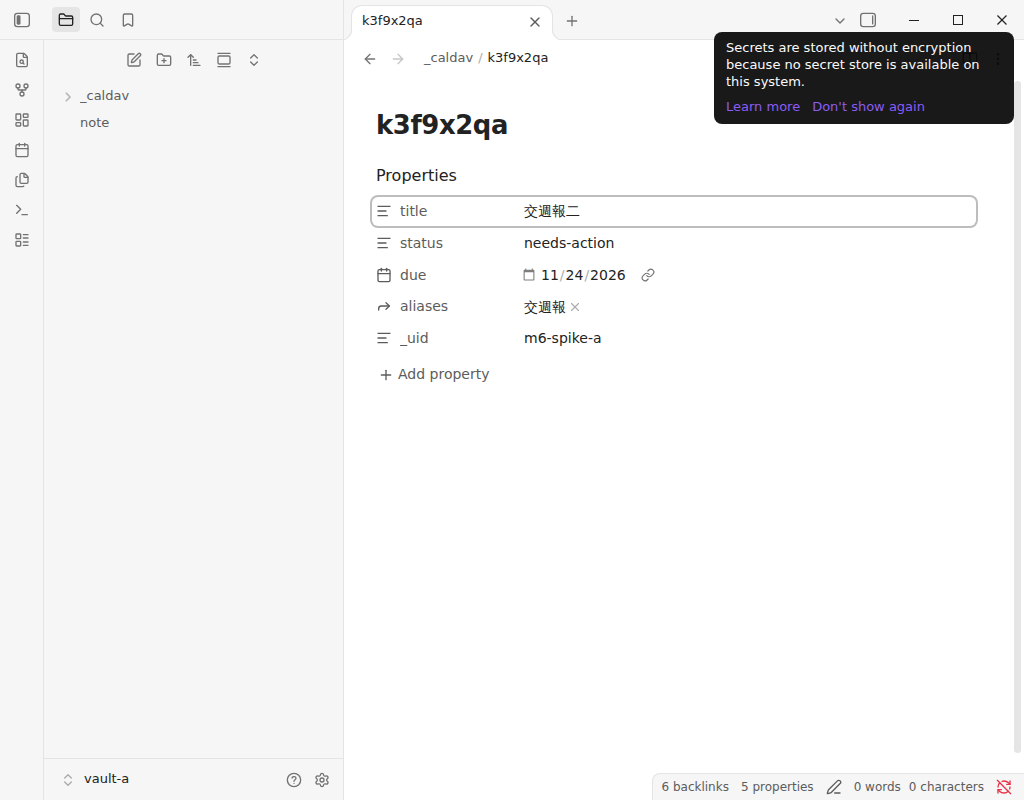 k3f9x2qa
_caldav / k3f9x2qa
Secrets are stored without encryption
because no secret store is available on
this system.
Learn more Don't show again
_caldav
note
k3f9x2qa
Properties
title 交週報二
status needs-action
due 11/24/2026
aliases 交週報
_uid m6-spike-a
Add property
vault-a
6 backlinks 5 properties 0 words 0 characters